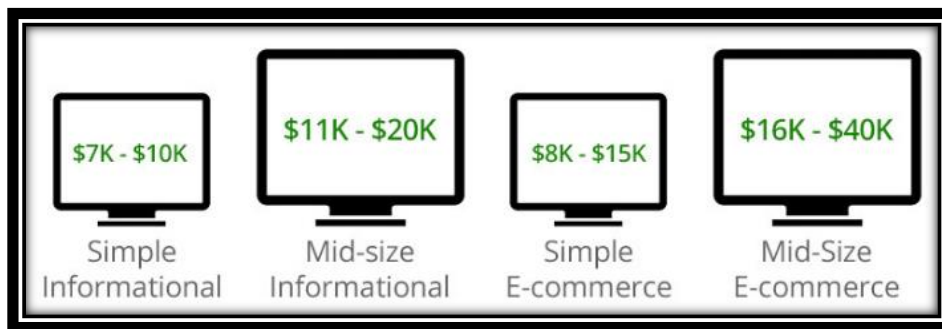 $7K - $10K
Simple
Informational
$11K - $20K
Mid-size
Informational
$8K - $15K
Simple
E-commerce
$16K - $40K
Mid-Size
E-commerce